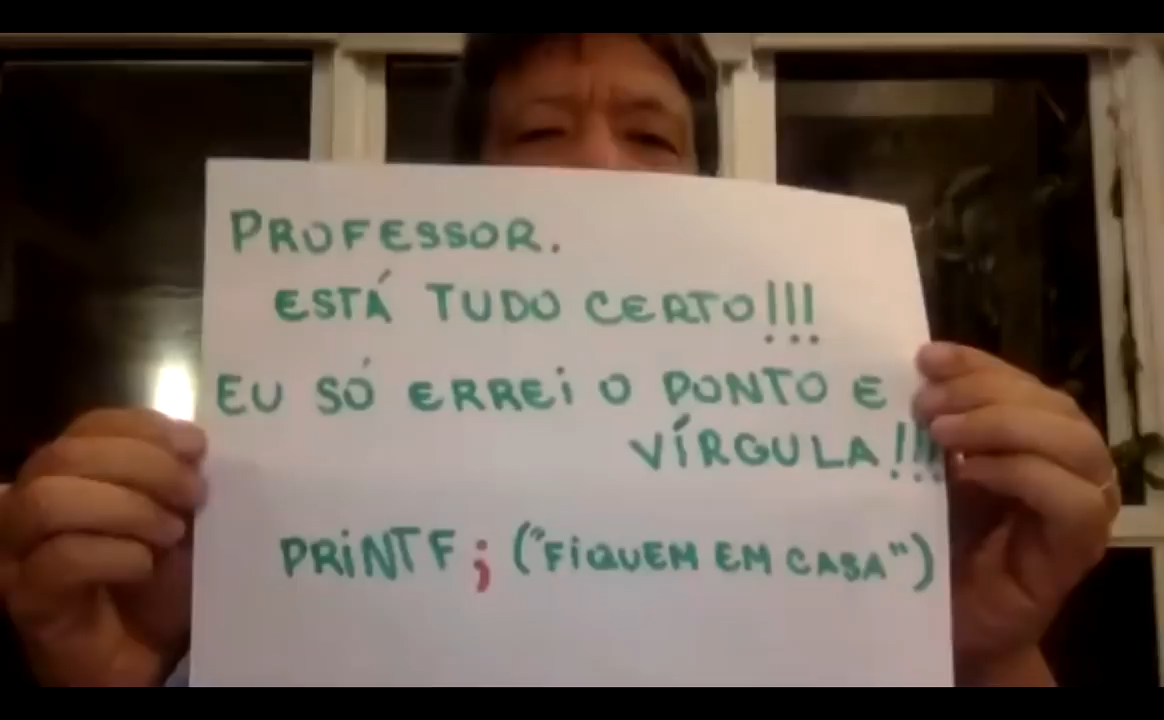 PROFESSOR.
ESTÁ TUDO CERTO!!!
EU SÓ ERREI O PONTO E
VÍRGULA!!!
PRINTF;("FIQUEM EM CASA")